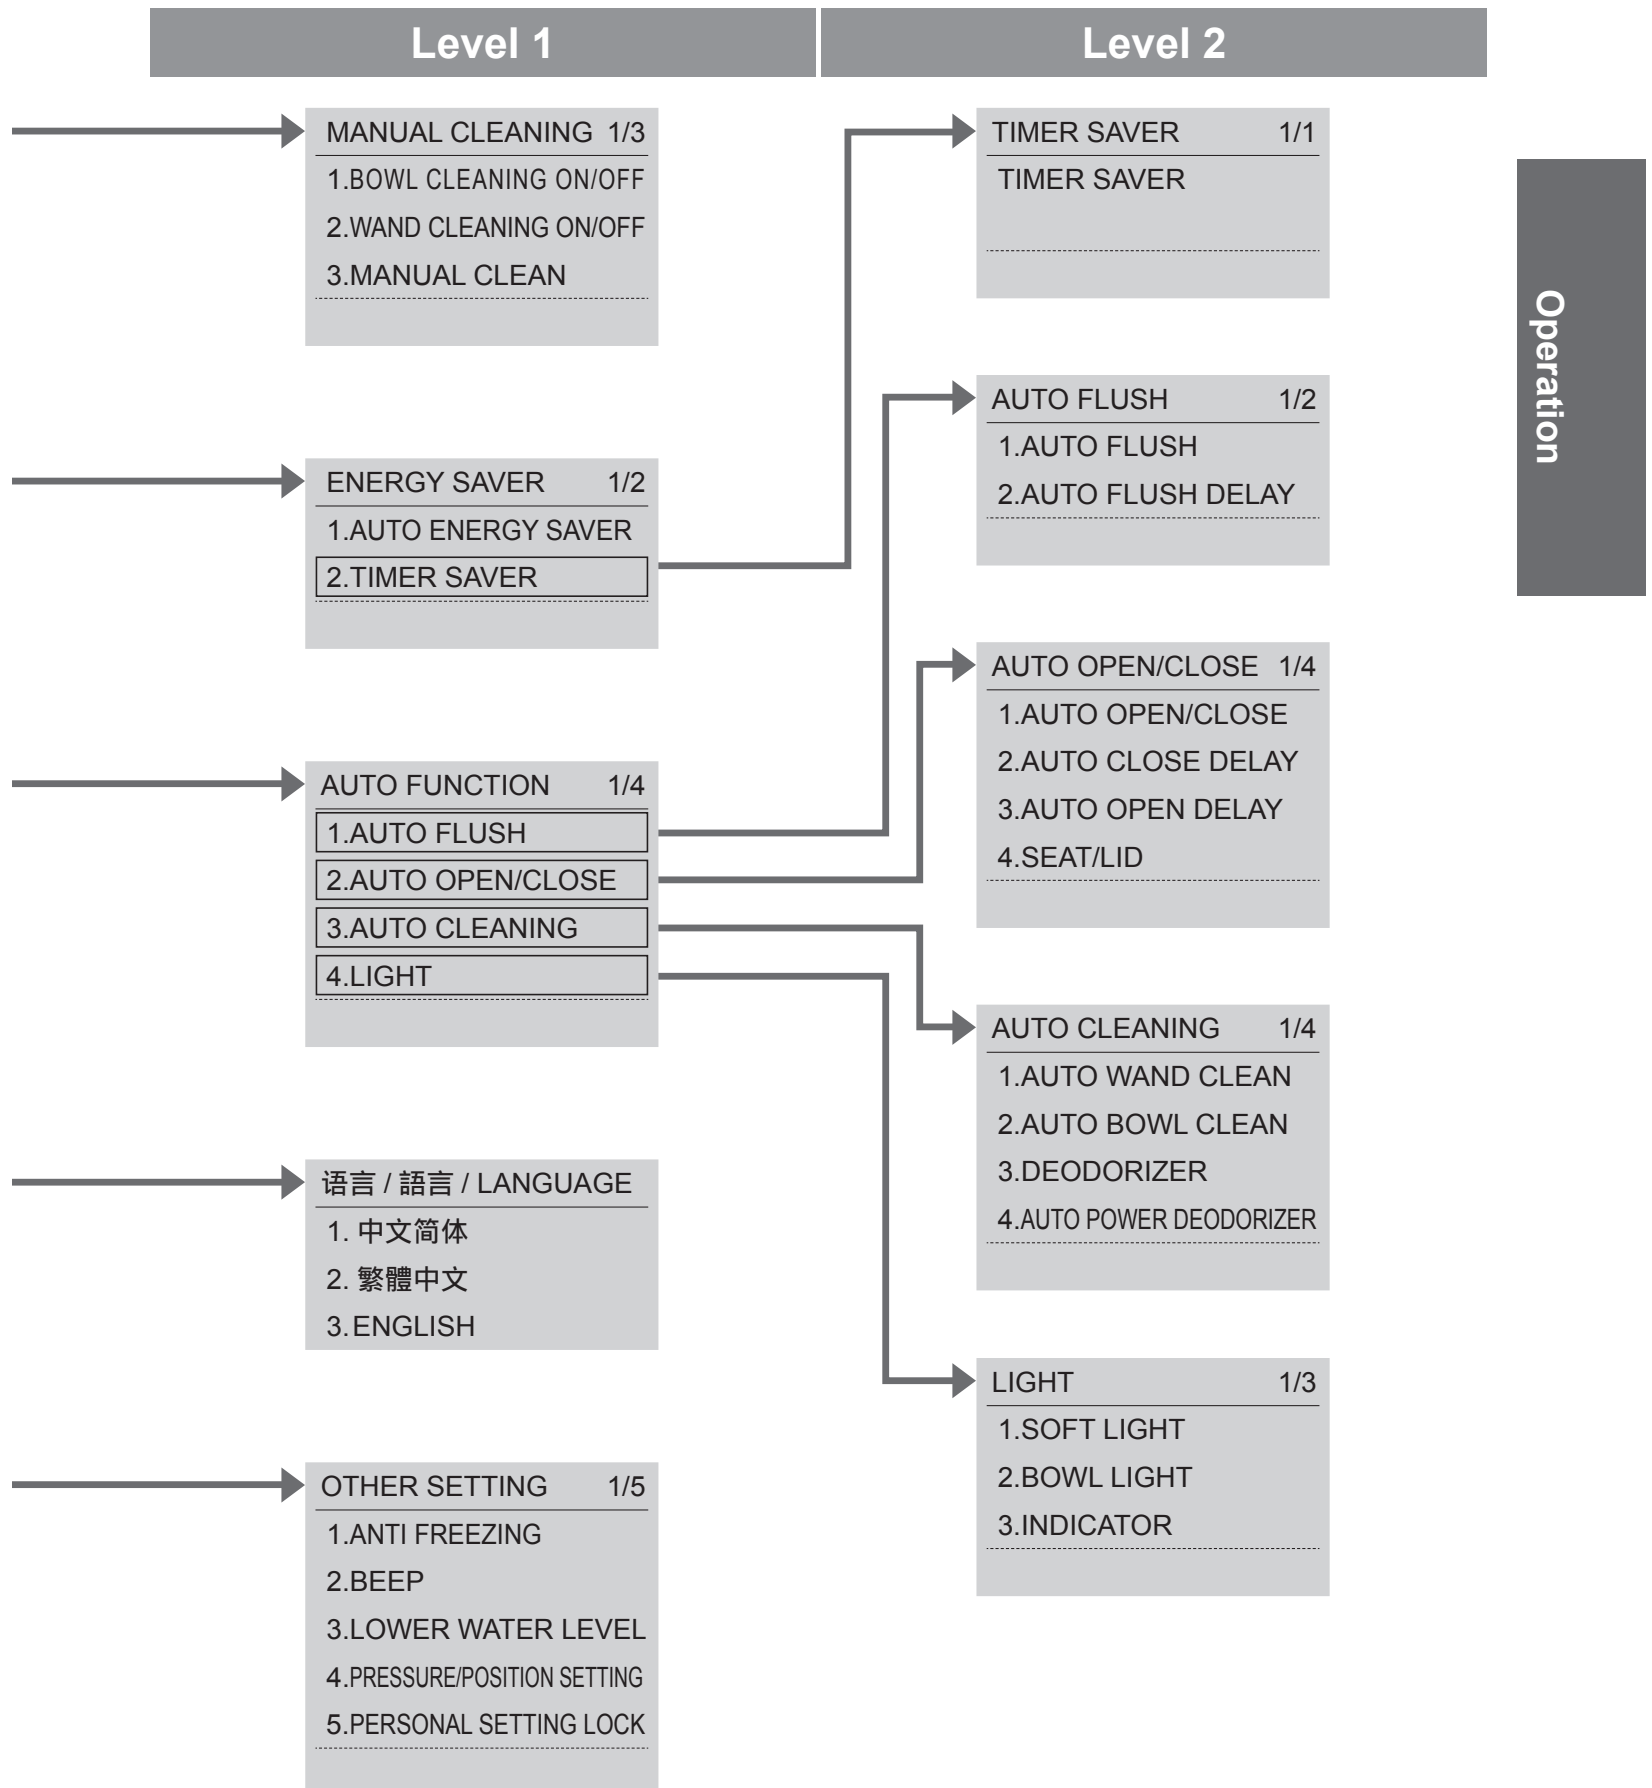 Level 1
Level 2
MANUAL CLEANING 1/3
1.BOWL CLEANING ON/OFF
2.WAND CLEANING ON/OFF
3.MANUAL CLEAN
ENERGY SAVER 1/2
1.AUTO ENERGY SAVER
2.TIMER SAVER
AUTO FUNCTION 1/4
1.AUTO FLUSH
2.AUTO OPEN/CLOSE
3.AUTO CLEANING
4.LIGHT
语言 / 語言 / LANGUAGE
1. 中文简体
2. 繁體中文
3.ENGLISH
OTHER SETTING 1/5
1.ANTI FREEZING
2.BEEP
3.LOWER WATER LEVEL
4.PRESSURE/POSITION SETTING
5.PERSONAL SETTING LOCK
TIMER SAVER 1/1
TIMER SAVER
AUTO FLUSH 1/2
1.AUTO FLUSH
2.AUTO FLUSH DELAY
AUTO OPEN/CLOSE 1/4
1.AUTO OPEN/CLOSE
2.AUTO CLOSE DELAY
3.AUTO OPEN DELAY
4.SEAT/LID
AUTO CLEANING 1/4
1.AUTO WAND CLEAN
2.AUTO BOWL CLEAN
3.DEODORIZER
4.AUTO POWER DEODORIZER
LIGHT 1/3
1.SOFT LIGHT
2.BOWL LIGHT
3.INDICATOR
Operation